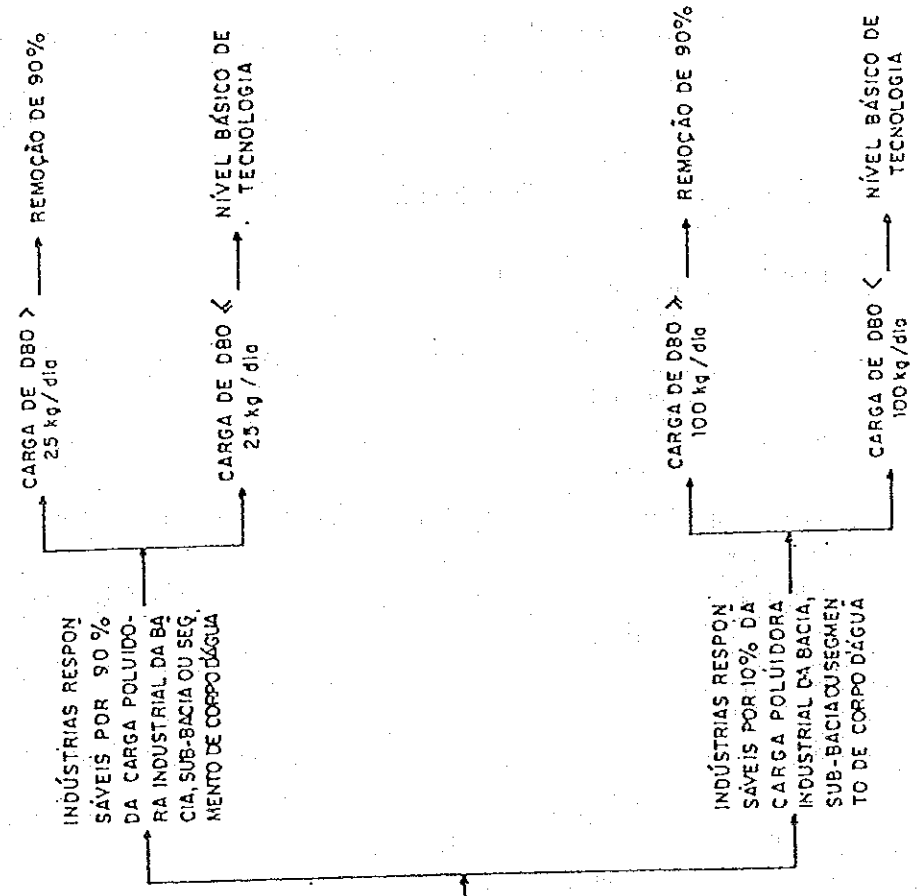 INDÚSTRIAS RESPON
SÁVEIS POR 90%
DA CARGA POLUIDO-
RA INDUSTRIAL DA BA
CIA, SUB-BACIA OU SEG
MENTO DE CORPO D'ÁGUA
CARGA DE DBO >
25 kg/dia
REMOÇÃO DE 90%
CARGA DE DBO ⩽
25 kg/dia
NÍVEL BÁSICO DE
TECNOLOGIA
INDÚSTRIAS RESPON
SÁVEIS POR 10% DA
CARGA POLUIDORA
INDUSTRIAL DA BACIA,
SUB-BACIA OU SEGMEN
TO DE CORPO D'ÁGUA
CARGA DE DBO ⩾
100 kg/dia
REMOÇÃO DE 90%
CARGA DE DBO <
100 kg/dia
NÍVEL BÁSICO DE
TECNOLOGIA